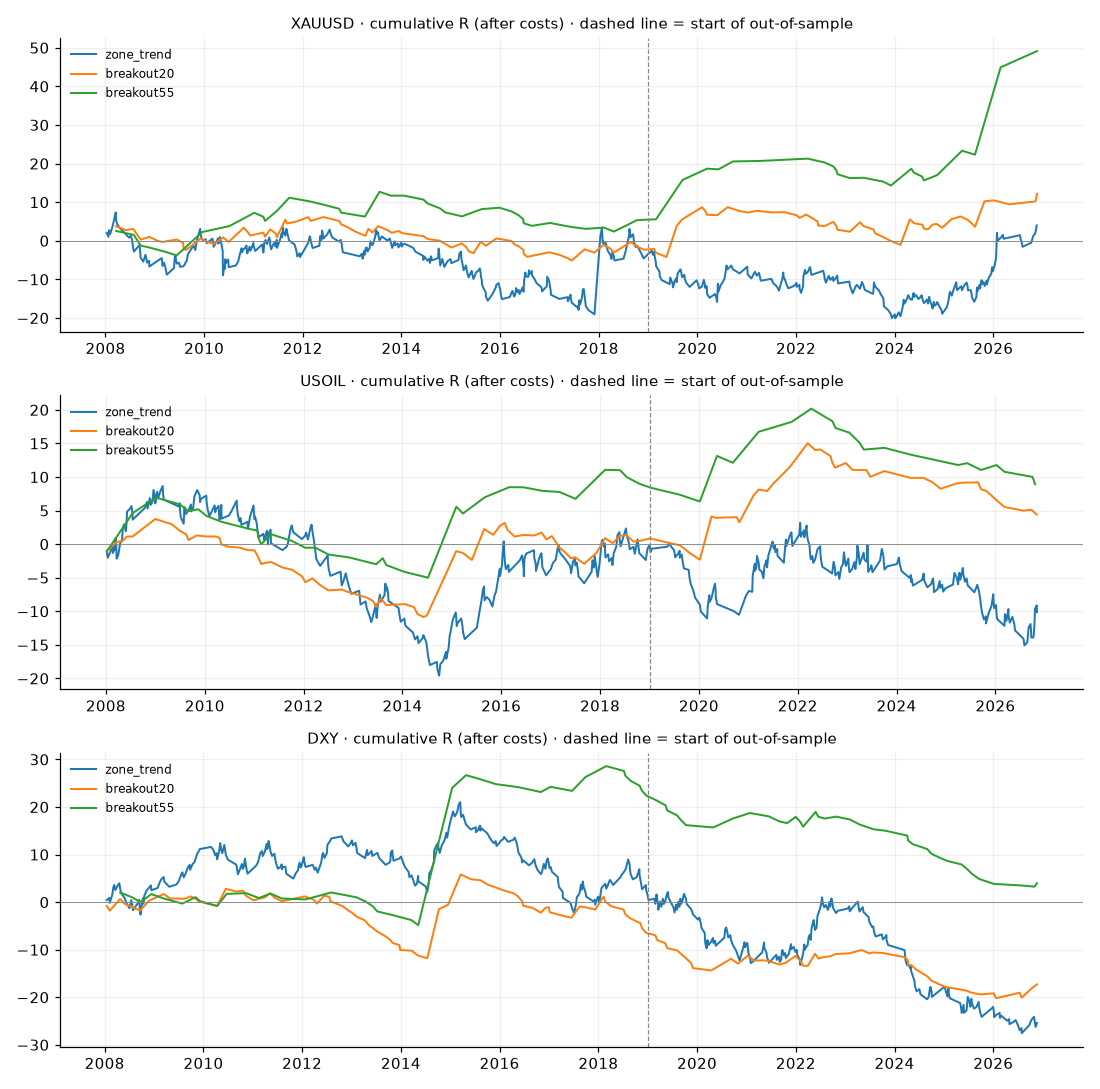 XAUUSD · cumulative R (after costs) · dashed line = start of out-of-sample
zone_trend
breakout20
breakout55
50
40
30
20
10
0
−10
−20
2008 2010 2012 2014 2016 2018 2020 2022 2024 2026
USOIL · cumulative R (after costs) · dashed line = start of out-of-sample
zone_trend
breakout20
breakout55
20
15
10
5
0
−5
−10
−15
−20
2008 2010 2012 2014 2016 2018 2020 2022 2024 2026
DXY · cumulative R (after costs) · dashed line = start of out-of-sample
zone_trend
breakout20
breakout55
30
20
10
0
−10
−20
−30
2008 2010 2012 2014 2016 2018 2020 2022 2024 2026